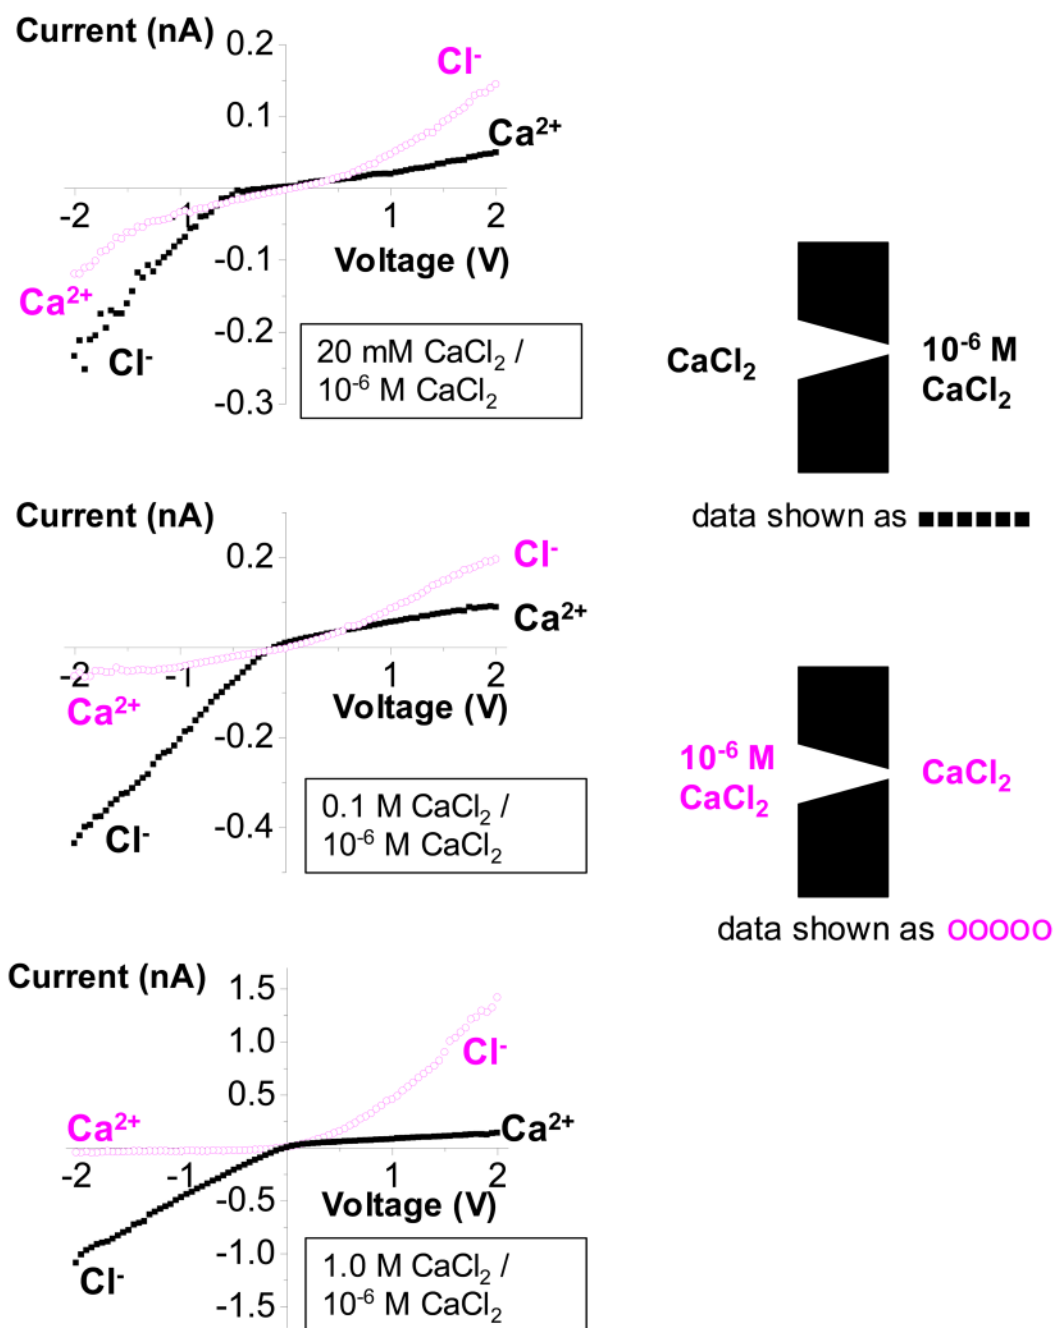 Current (nA)
0.2
Cl⁻
0.1
Ca²⁺
-2
-1
1
2
-0.1
Voltage (V)
Ca²⁺
-0.2
Cl⁻
20 mM CaCl₂ /
10⁻⁶ M CaCl₂
-0.3
CaCl₂
10⁻⁶ M
CaCl₂
data shown as
Current (nA)
0.2
Cl⁻
Ca²⁺
-2
-1
1
2
Ca²⁺
Voltage (V)
-0.2
Cl⁻
-0.4
0.1 M CaCl₂ /
10⁻⁶ M CaCl₂
10⁻⁶ M
CaCl₂
CaCl₂
data shown as ooooo
Current (nA)
1.5
1.0
Cl⁻
0.5
Ca²⁺
Ca²⁺
-2
-1
1
2
-0.5
Voltage (V)
-1.0
Cl⁻
1.0 M CaCl₂ /
10⁻⁶ M CaCl₂
-1.5